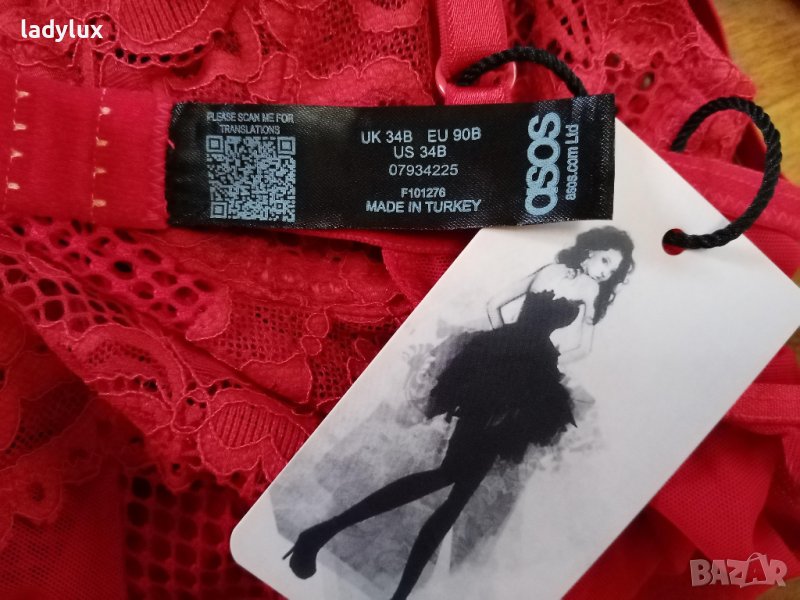 ladylux
PLEASE SCAN ME FOR
TRANSLATIONS
UK 34B EU 90B
US 34B
07934225
F101276
MADE IN TURKEY
asos
asos.com Ltd
BAZAR